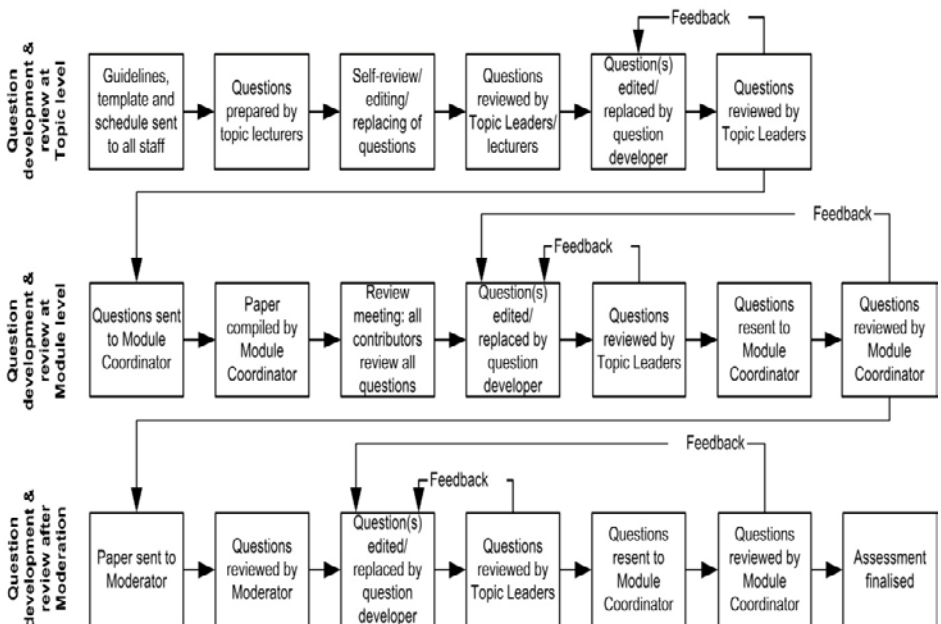 Feedback
Question
development &
review at
Topic level
Guidelines,
template and
schedule sent
to all staff
Questions
prepared by
topic lecturers
Self-review/
editing/
replacing of
questions
Questions
reviewed by
Topic Leaders/
lecturers
Question(s)
edited/
replaced by
question
developer
Questions
reviewed by
Topic Leaders
Feedback
Feedback
Question
development &
review at
Module level
Questions sent
to Module
Coordinator
Paper
compiled by
Module
Coordinator
Review
meeting: all
contributors
review all
questions
Question(s)
edited/
replaced by
question
developer
Questions
reviewed by
Topic Leaders
Questions
resent to
Module
Coordinator
Questions
reviewed by
Module
Coordinator
Feedback
Feedback
Question
development &
review after
Moderation
Paper sent to
Moderator
Questions
reviewed by
Moderator
Question(s)
edited/
replaced by
question
developer
Questions
reviewed by
Topic Leaders
Questions
resent to
Module
Coordinator
Questions
reviewed by
Module
Coordinator
Assessment
finalised